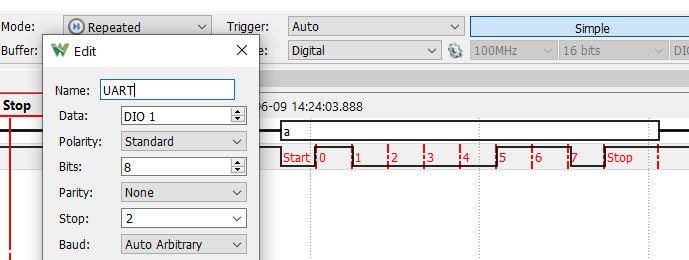 Mode: Repeated Trigger: Auto Simple
Buffer: Digital 100MHz 16 bits
Edit
Name: UART
Stop 06-09 14:24:03.888
Data: DIO 1
a
Polarity: Standard
Start 0 1 2 3 4 5 6 7 Stop
Bits: 8
Parity: None
Stop: 2
Baud: Auto Arbitrary